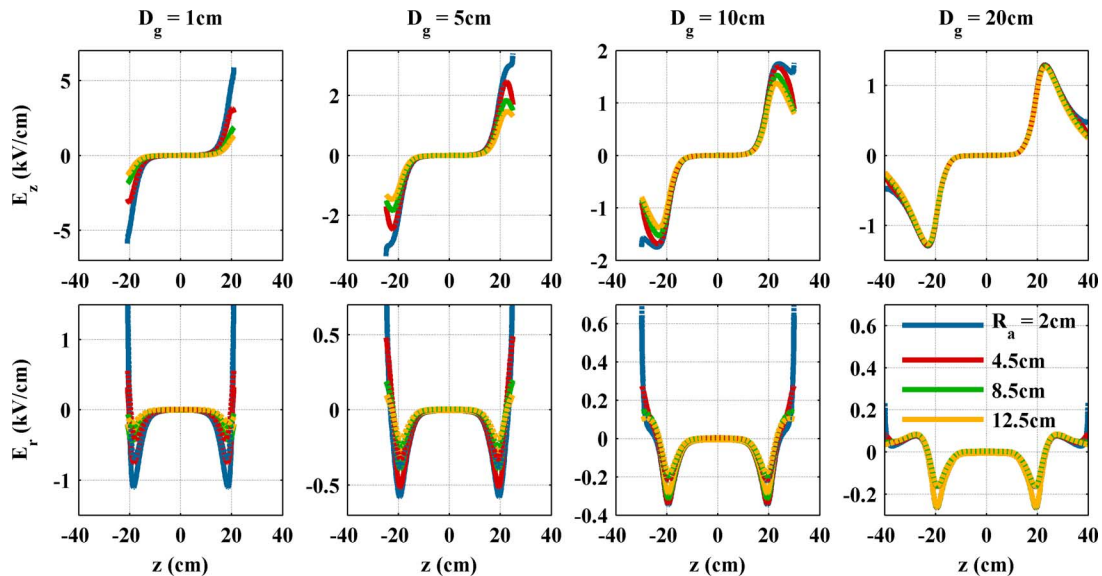 D_g = 1cm
D_g = 5cm
D_g = 10cm
D_g = 20cm
E_z (kV/cm)
5
0
-5
-40 -20 0 20 40
2
0
-2
-40 -20 0 20 40
2
1
0
-1
-2
-40 -20 0 20 40
1
0
-1
-40 -20 0 20 40
E_r (kV/cm)
1
0
-1
-40 -20 0 20 40
z (cm)
0.5
0
-0.5
-40 -20 0 20 40
z (cm)
0.6
0.4
0.2
0
-0.2
-0.4
-40 -20 0 20 40
z (cm)
0.6
0.4
0.2
0
-0.2
R_a = 2cm
4.5cm
8.5cm
12.5cm
-40 -20 0 20 40
z (cm)